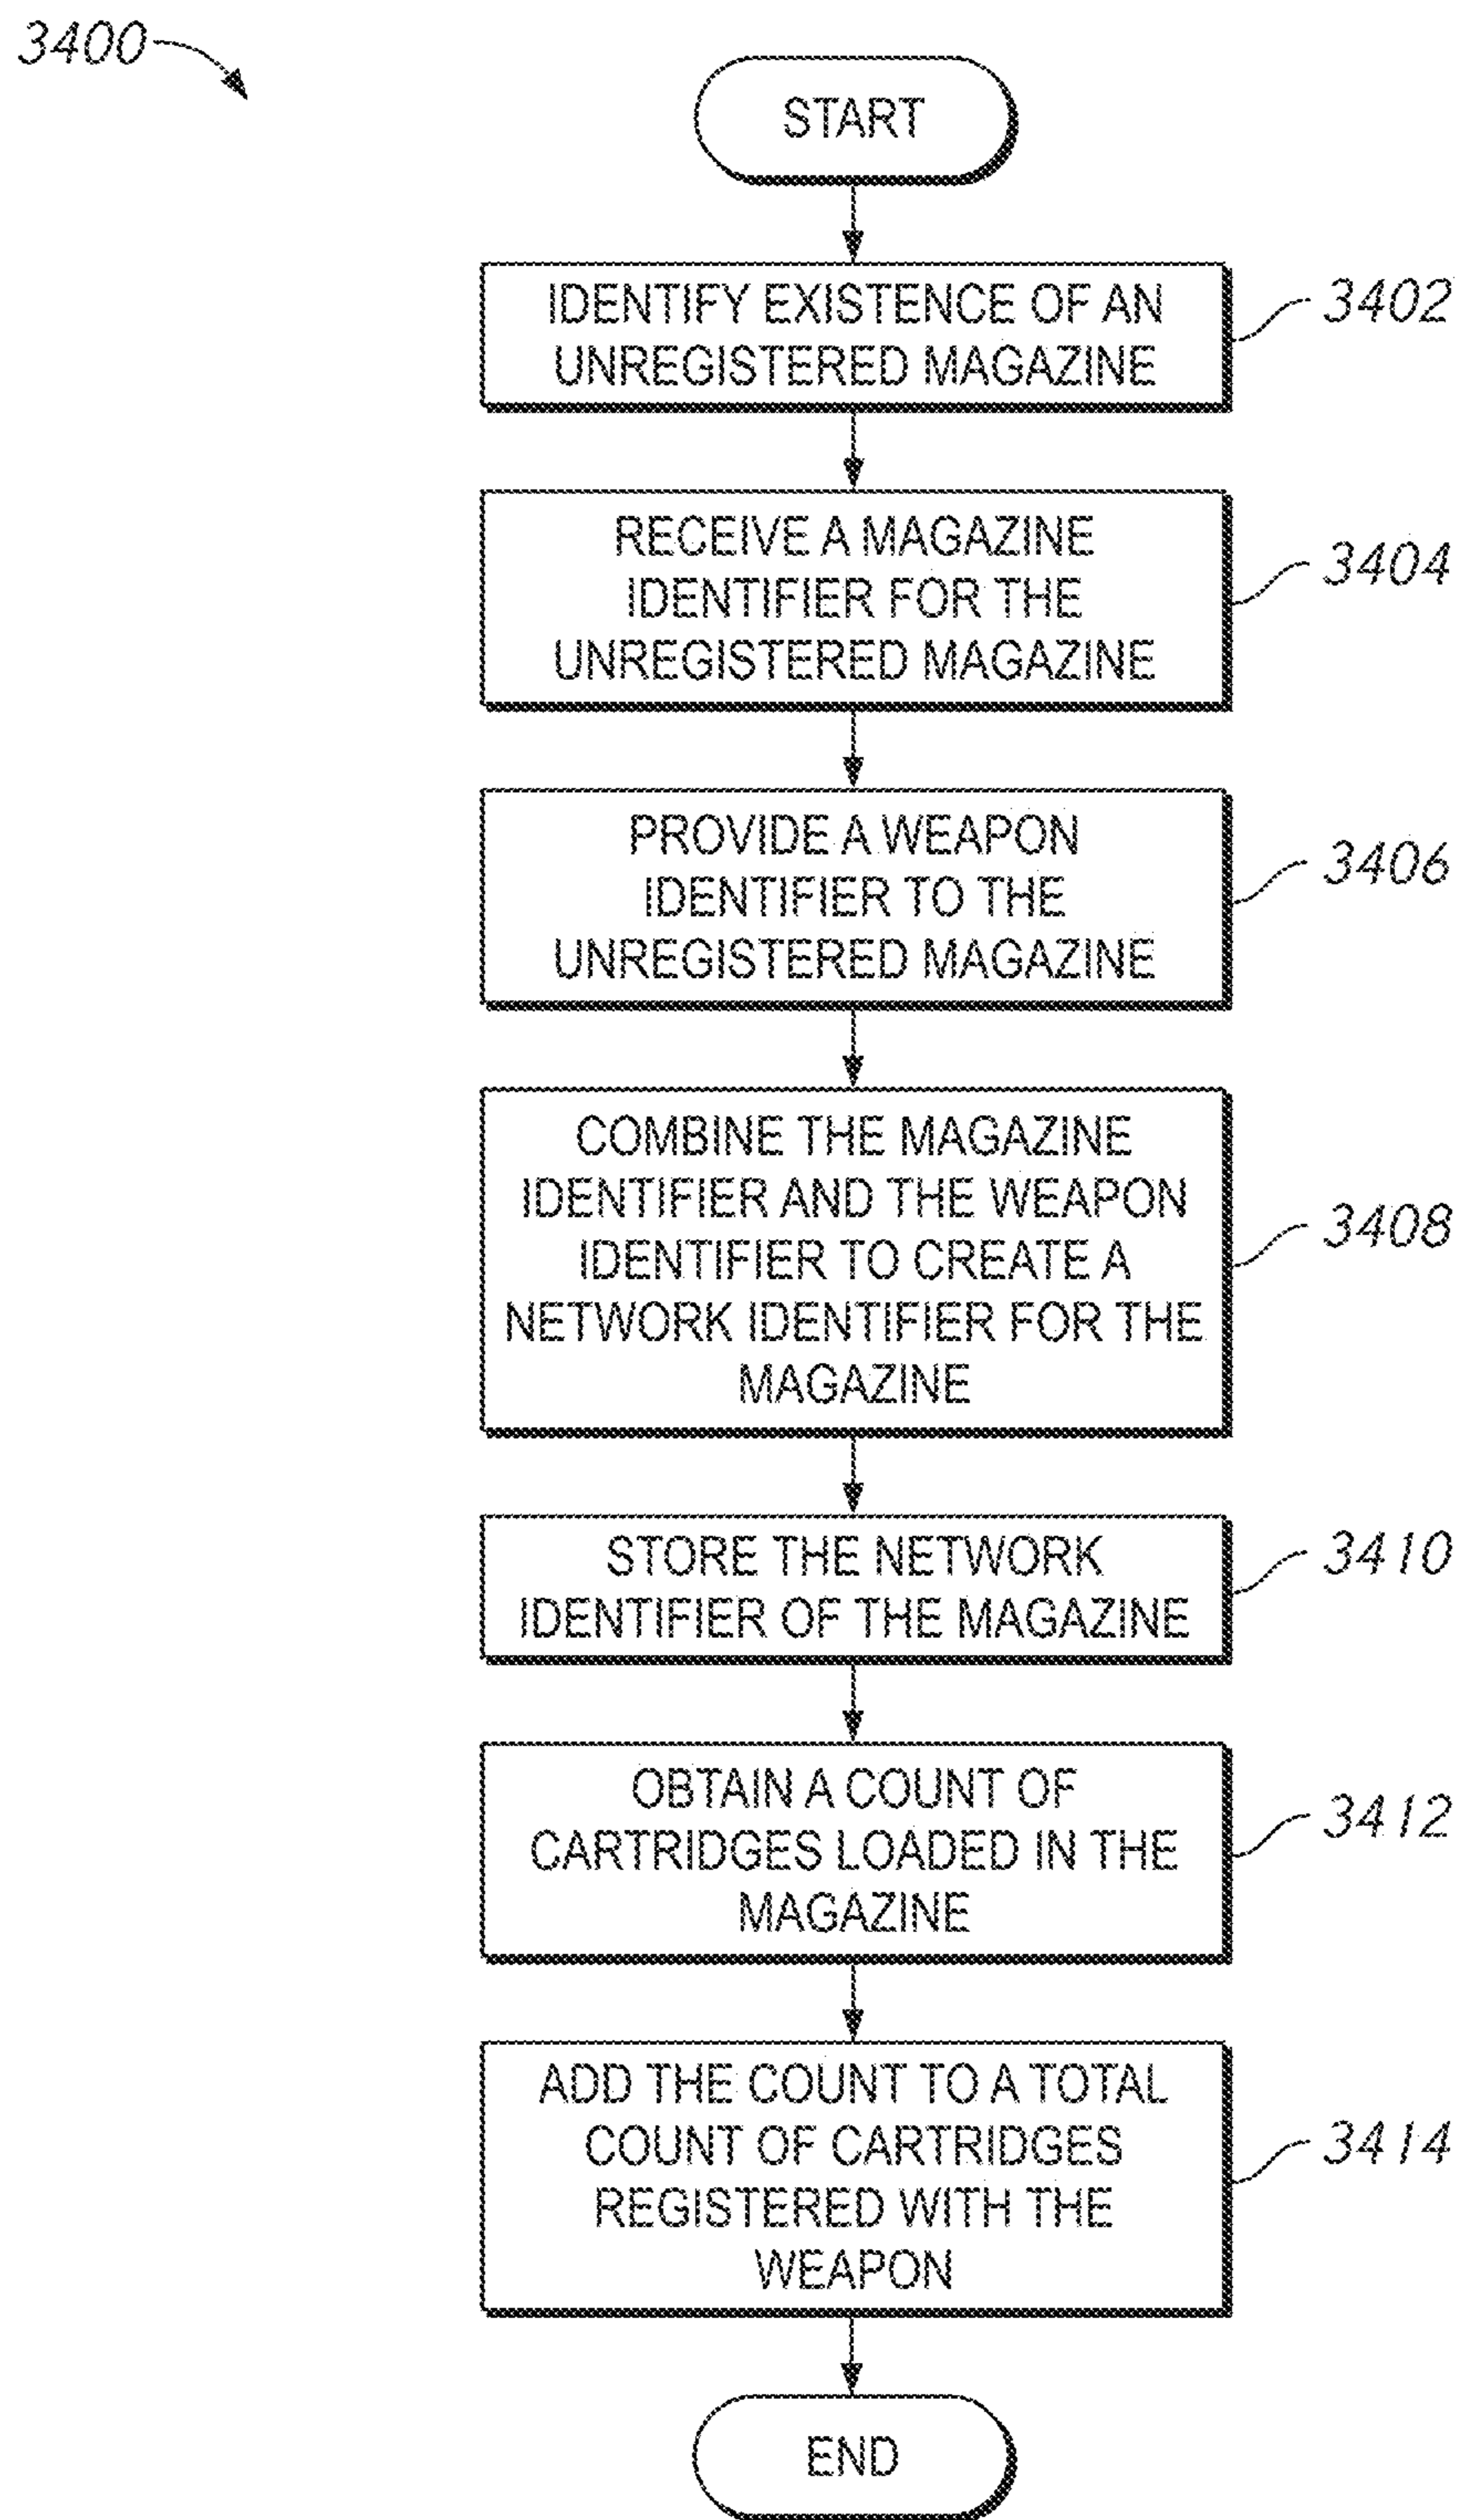 3400
START
IDENTIFY EXISTENCE OF AN
UNREGISTERED MAGAZINE
3402
RECEIVE A MAGAZINE
IDENTIFIER FOR THE
UNREGISTERED MAGAZINE
3404
PROVIDE A WEAPON
IDENTIFIER TO THE
UNREGISTERED MAGAZINE
3406
COMBINE THE MAGAZINE
IDENTIFIER AND THE WEAPON
IDENTIFIER TO CREATE A
NETWORK IDENTIFIER FOR THE
MAGAZINE
3408
STORE THE NETWORK
IDENTIFIER OF THE MAGAZINE
3410
OBTAIN A COUNT OF
CARTRIDGES LOADED IN THE
MAGAZINE
3412
ADD THE COUNT TO A TOTAL
COUNT OF CARTRIDGES
REGISTERED WITH THE
WEAPON
3414
END